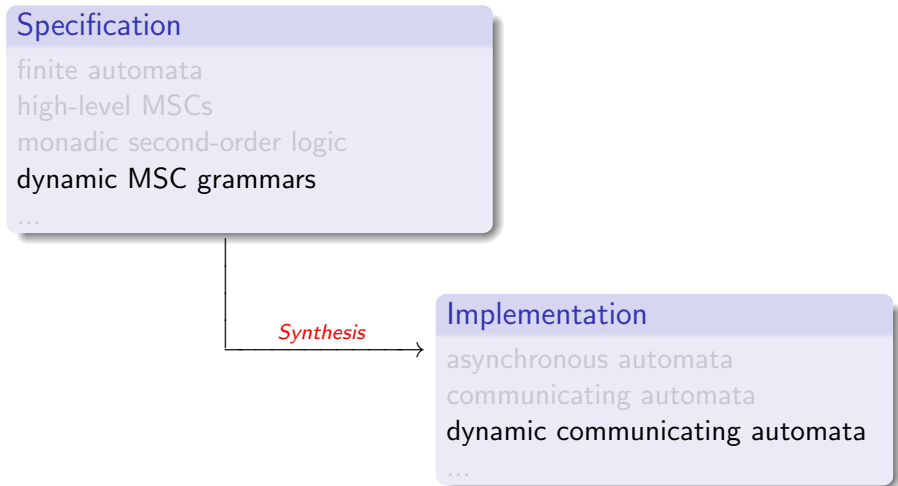 Specification
finite automata
high-level MSCs
monadic second-order logic
dynamic MSC grammars
...
Synthesis
Implementation
asynchronous automata
communicating automata
dynamic communicating automata
...